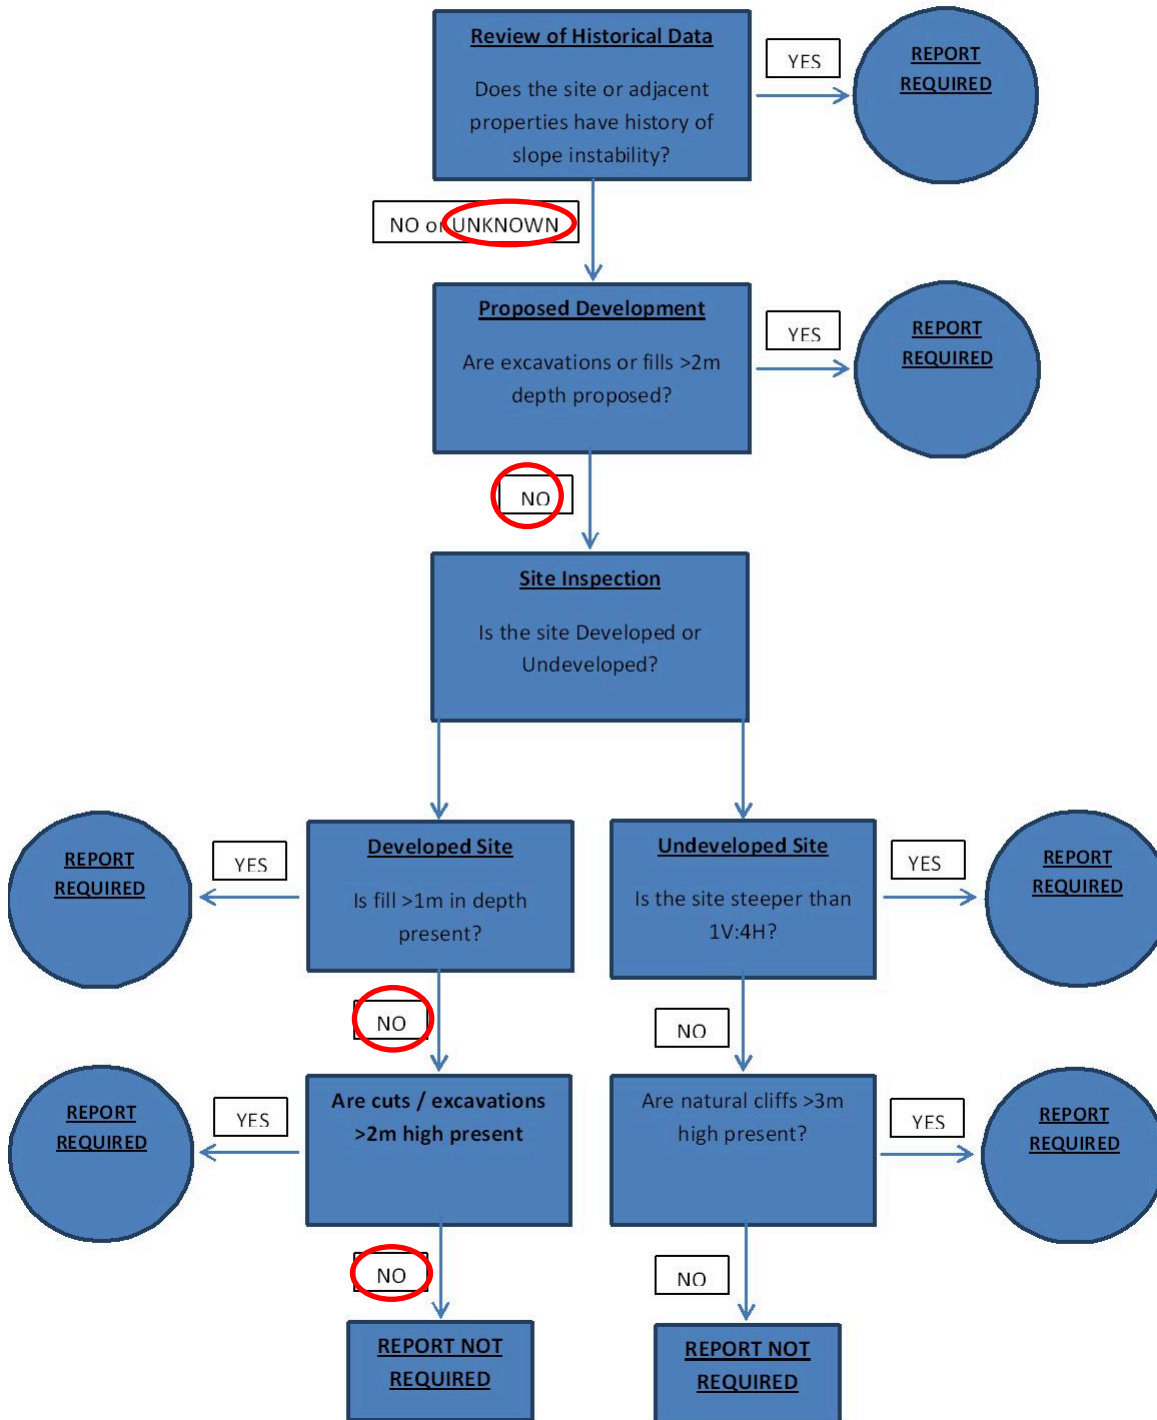 Review of Historical Data
Does the site or adjacent
properties have history of
slope instability?
YES
REPORT
REQUIRED
NO or UNKNOWN
Proposed Development
Are excavations or fills >2m
depth proposed?
YES
REPORT
REQUIRED
NO
Site Inspection
Is the site Developed or
Undeveloped?
REPORT
REQUIRED
YES
Developed Site
Is fill >1m in depth
present?
Undeveloped Site
Is the site steeper than
1V:4H?
YES
REPORT
REQUIRED
NO
NO
REPORT
REQUIRED
YES
Are cuts / excavations
>2m high present
Are natural cliffs >3m
high present?
YES
REPORT
REQUIRED
NO
NO
REPORT NOT
REQUIRED
REPORT NOT
REQUIRED